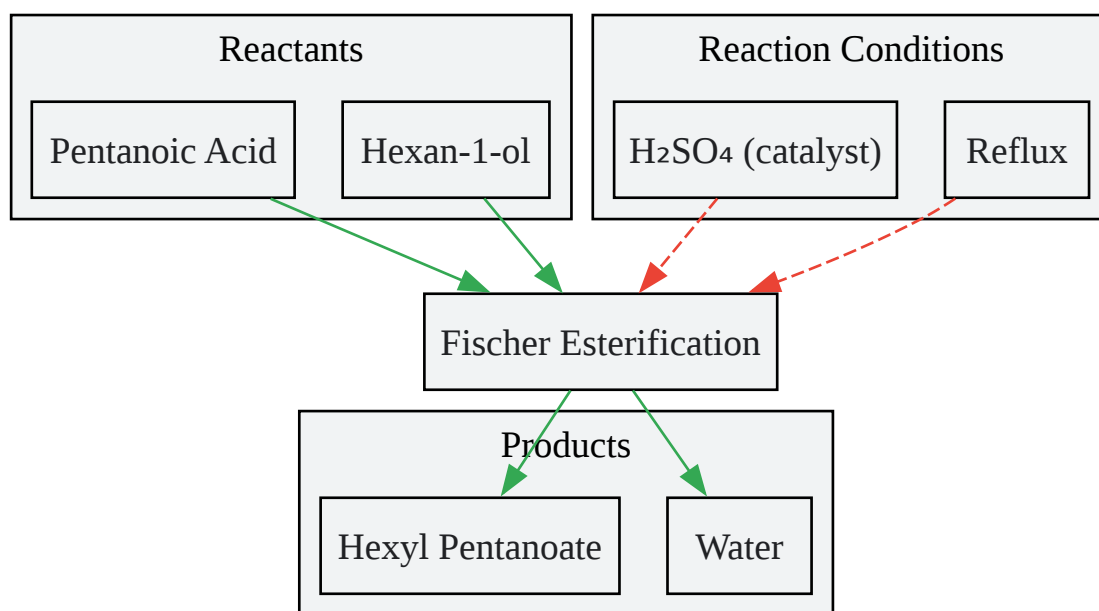 Reactants
Reaction Conditions
Pentanoic Acid
Hexan-1-ol
H₂SO₄ (catalyst)
Reflux
Fischer Esterification
Products
Hexyl Pentanoate
Water